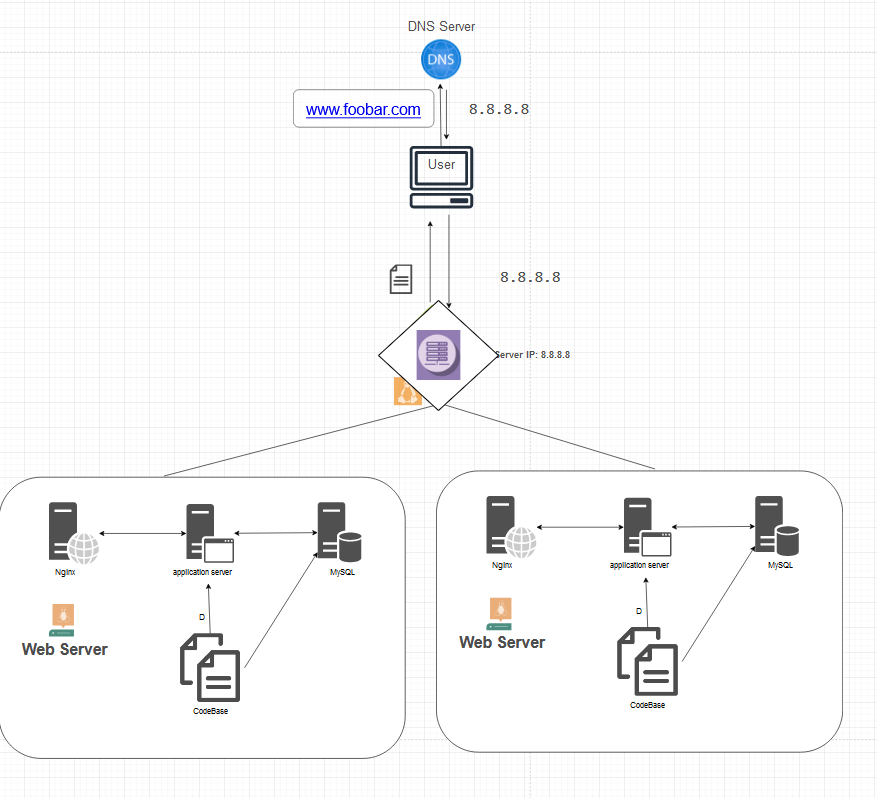 DNS Server
DNS
www.foobar.com
8.8.8.8
User
8.8.8.8
Server IP: 8.8.8.8
Nginx
application server
MySQL
D
Web Server
CodeBase
Nginx
application server
MySQL
D
Web Server
CodeBase